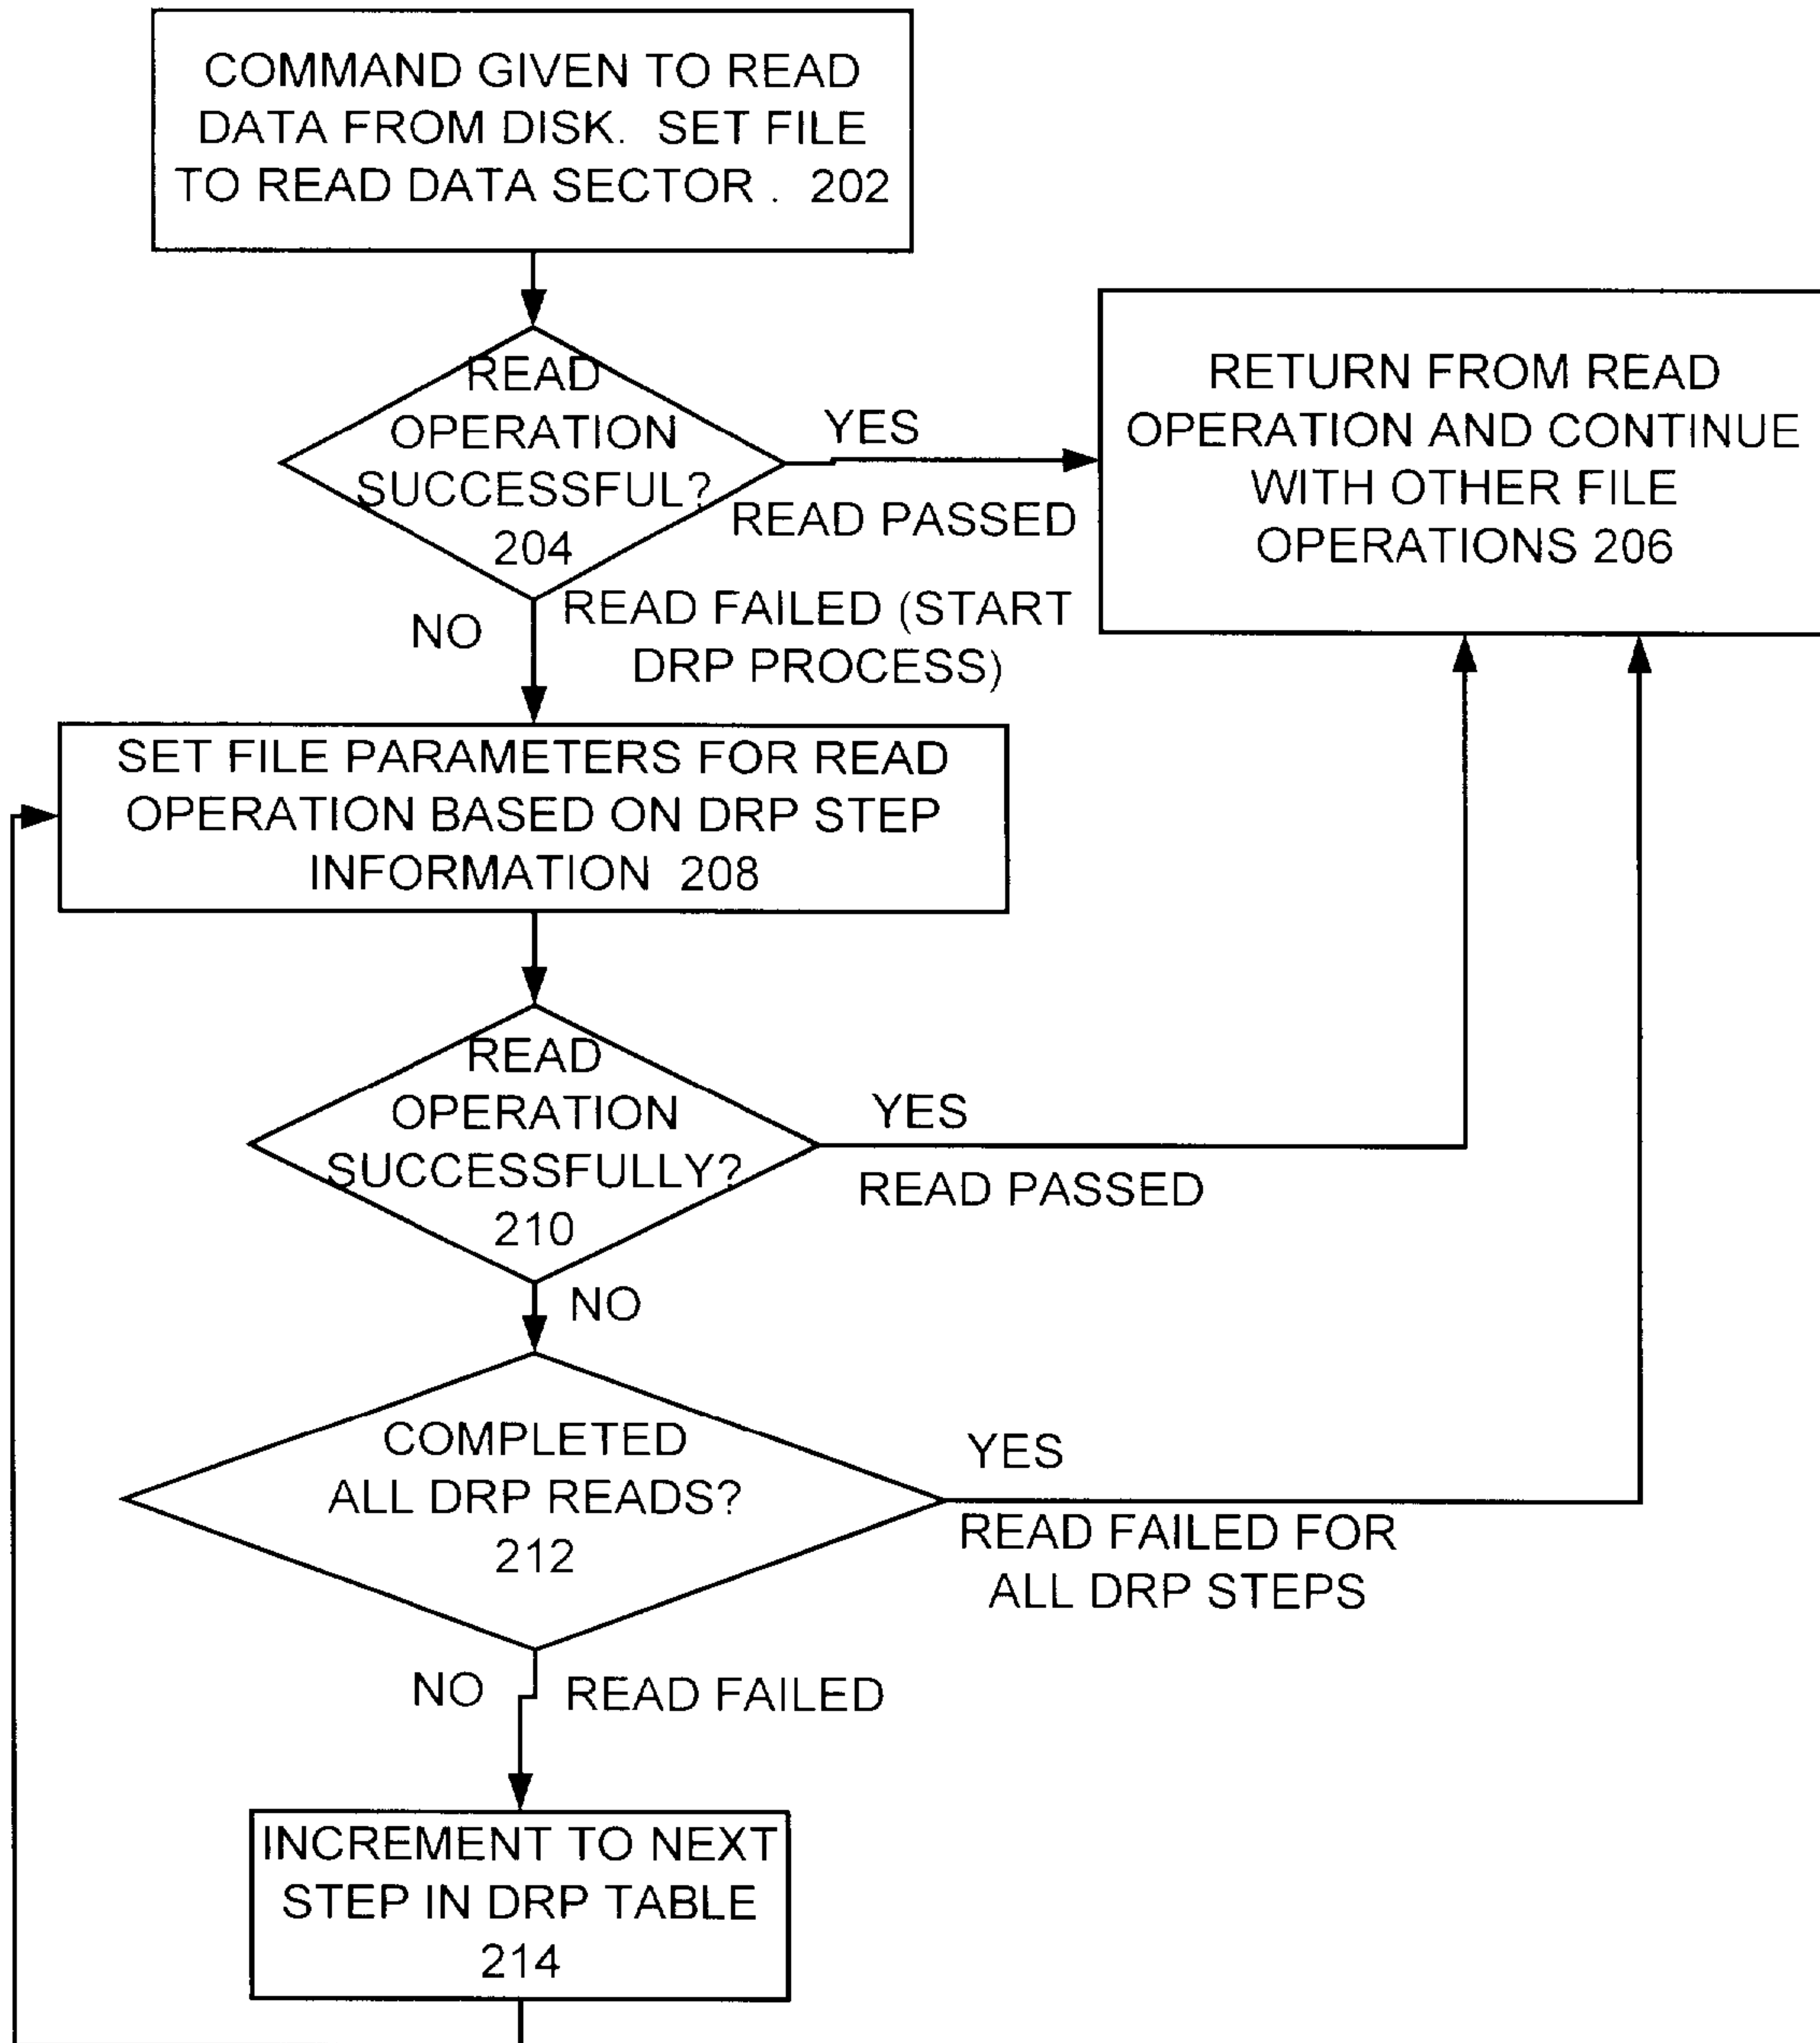 COMMAND GIVEN TO READ
DATA FROM DISK. SET FILE
TO READ DATA SECTOR . 202
READ
OPERATION
SUCCESSFUL?
204
YES
READ PASSED
RETURN FROM READ
OPERATION AND CONTINUE
WITH OTHER FILE
OPERATIONS 206
NO
READ FAILED (START
DRP PROCESS)
SET FILE PARAMETERS FOR READ
OPERATION BASED ON DRP STEP
INFORMATION 208
READ
OPERATION
SUCCESSFULLY?
210
YES
READ PASSED
NO
COMPLETED
ALL DRP READS?
212
YES
READ FAILED FOR
ALL DRP STEPS
NO
READ FAILED
INCREMENT TO NEXT
STEP IN DRP TABLE
214